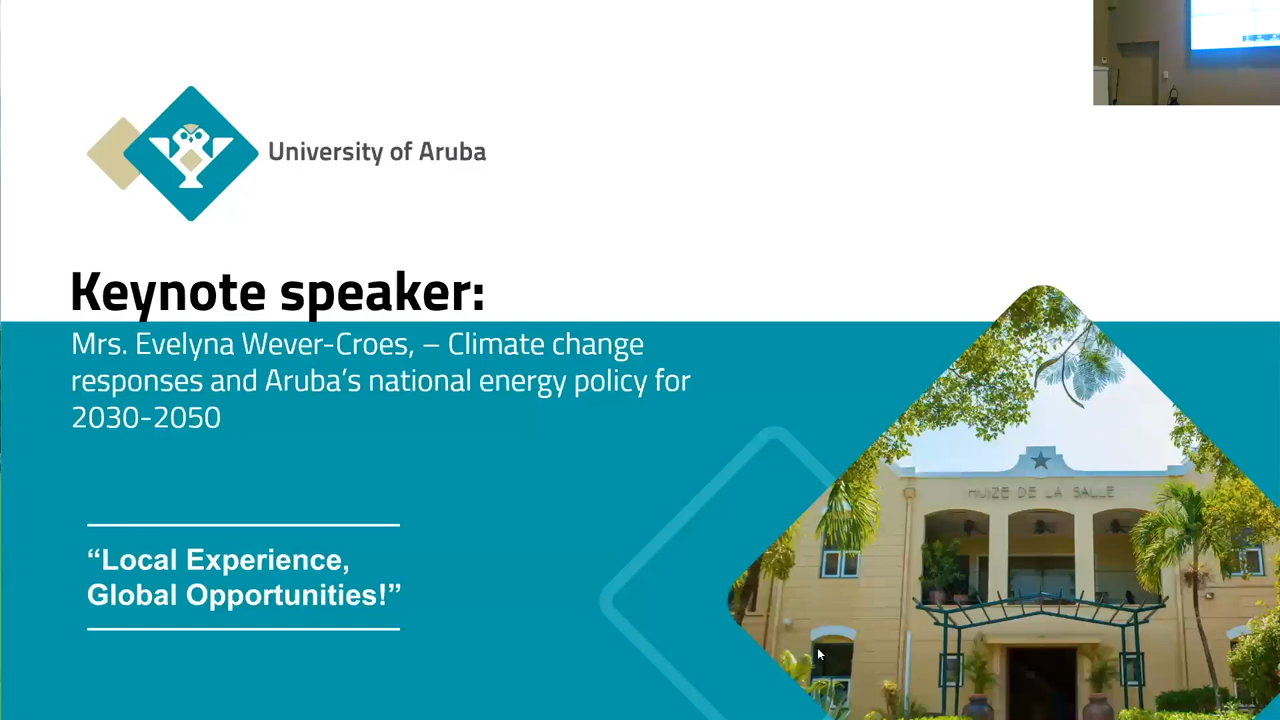 University of Aruba
Keynote speaker:
Mrs. Evelyna Wever-Croes, – Climate change
responses and Aruba’s national energy policy for
2030-2050
“Local Experience,
Global Opportunities!”
HUIZE DE LA SALLE